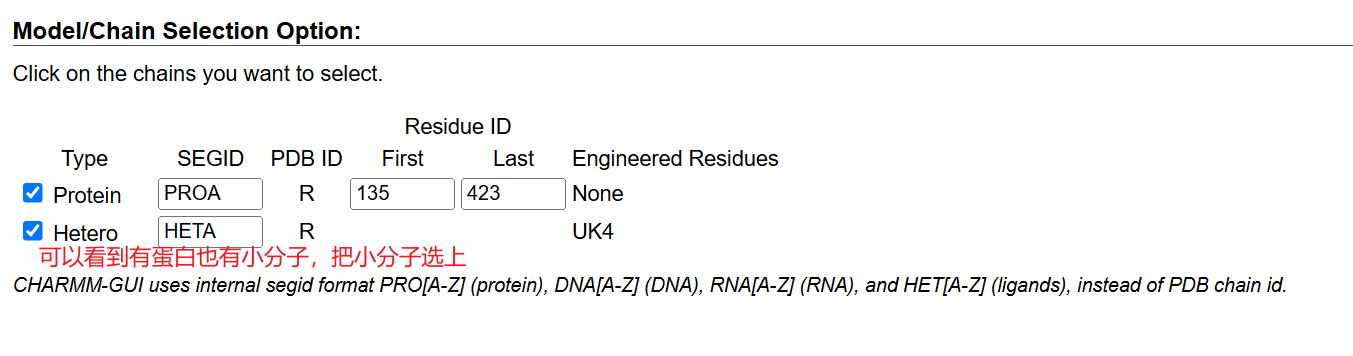 Model/Chain Selection Option:
Click on the chains you want to select.
Residue ID
Type SEGID PDB ID First Last Engineered Residues
Protein PROA R 135 423 None
Hetero HETA R UK4
可以看到有蛋白也有小分子，把小分子选上
CHARMM-GUI uses internal segid format PRO[A-Z] (protein), DNA[A-Z] (DNA), RNA[A-Z] (RNA), and HET[A-Z] (ligands), instead of PDB chain id.